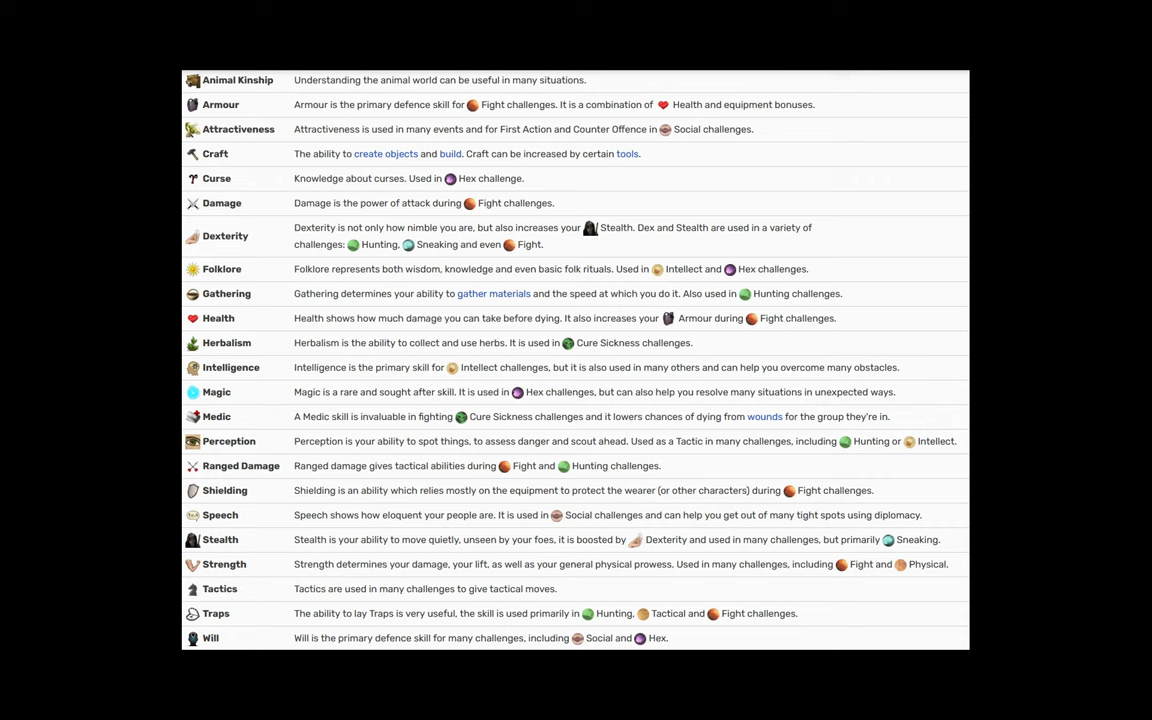 Animal Kinship Understanding the animal world can be useful in many situations.
Armour Armour is the primary defence skill for Fight challenges. It is a combination of Health and equipment bonuses.
Attractiveness Attractiveness is used in many events and for First Action and Counter Offence in Social challenges.
Craft The ability to create objects and build. Craft can be increased by certain tools.
Curse Knowledge about curses. Used in Hex challenge.
Damage Damage is the power of attack during Fight challenges.
Dexterity Dexterity is not only how nimble you are, but also increases your Stealth. Dex and Stealth are used in a variety of
challenges: Hunting, Sneaking and even Fight.
Folklore Folklore represents both wisdom, knowledge and even basic folk rituals. Used in Intellect and Hex challenges.
Gathering Gathering determines your ability to gather materials and the speed at which you do it. Also used in Hunting challenges.
Health Health shows how much damage you can take before dying. It also increases your Armour during Fight challenges.
Herbalism Herbalism is the ability to collect and use herbs. It is used in Cure Sickness challenges.
Intelligence Intelligence is the primary skill for Intellect challenges, but it is also used in many others and can help you overcome many obstacles.
Magic Magic is a rare and sought after skill. It is used in Hex challenges, but can also help you resolve many situations in unexpected ways.
Medic A Medic skill is invaluable in fighting Cure Sickness challenges and it lowers chances of dying from wounds for the group they're in.
Perception Perception is your ability to spot things, to assess danger and scout ahead. Used as a Tactic in many challenges, including Hunting or Intellect.
Ranged Damage Ranged damage gives tactical abilities during Fight and Hunting challenges.
Shielding Shielding is an ability which relies mostly on the equipment to protect the wearer (or other characters) during Fight challenges.
Speech Speech shows how eloquent your people are. It is used in Social challenges and can help you get out of many tight spots using diplomacy.
Stealth Stealth is your ability to move quietly, unseen by your foes, it is boosted by Dexterity and used in many challenges, but primarily Sneaking.
Strength Strength determines your damage, your lift, as well as your general physical prowess. Used in many challenges, including Fight and Physical.
Tactics Tactics are used in many challenges to give tactical moves.
Traps The ability to lay Traps is very useful, the skill is used primarily in Hunting, Tactical and Fight challenges.
Will Will is the primary defence skill for many challenges, including Social and Hex.